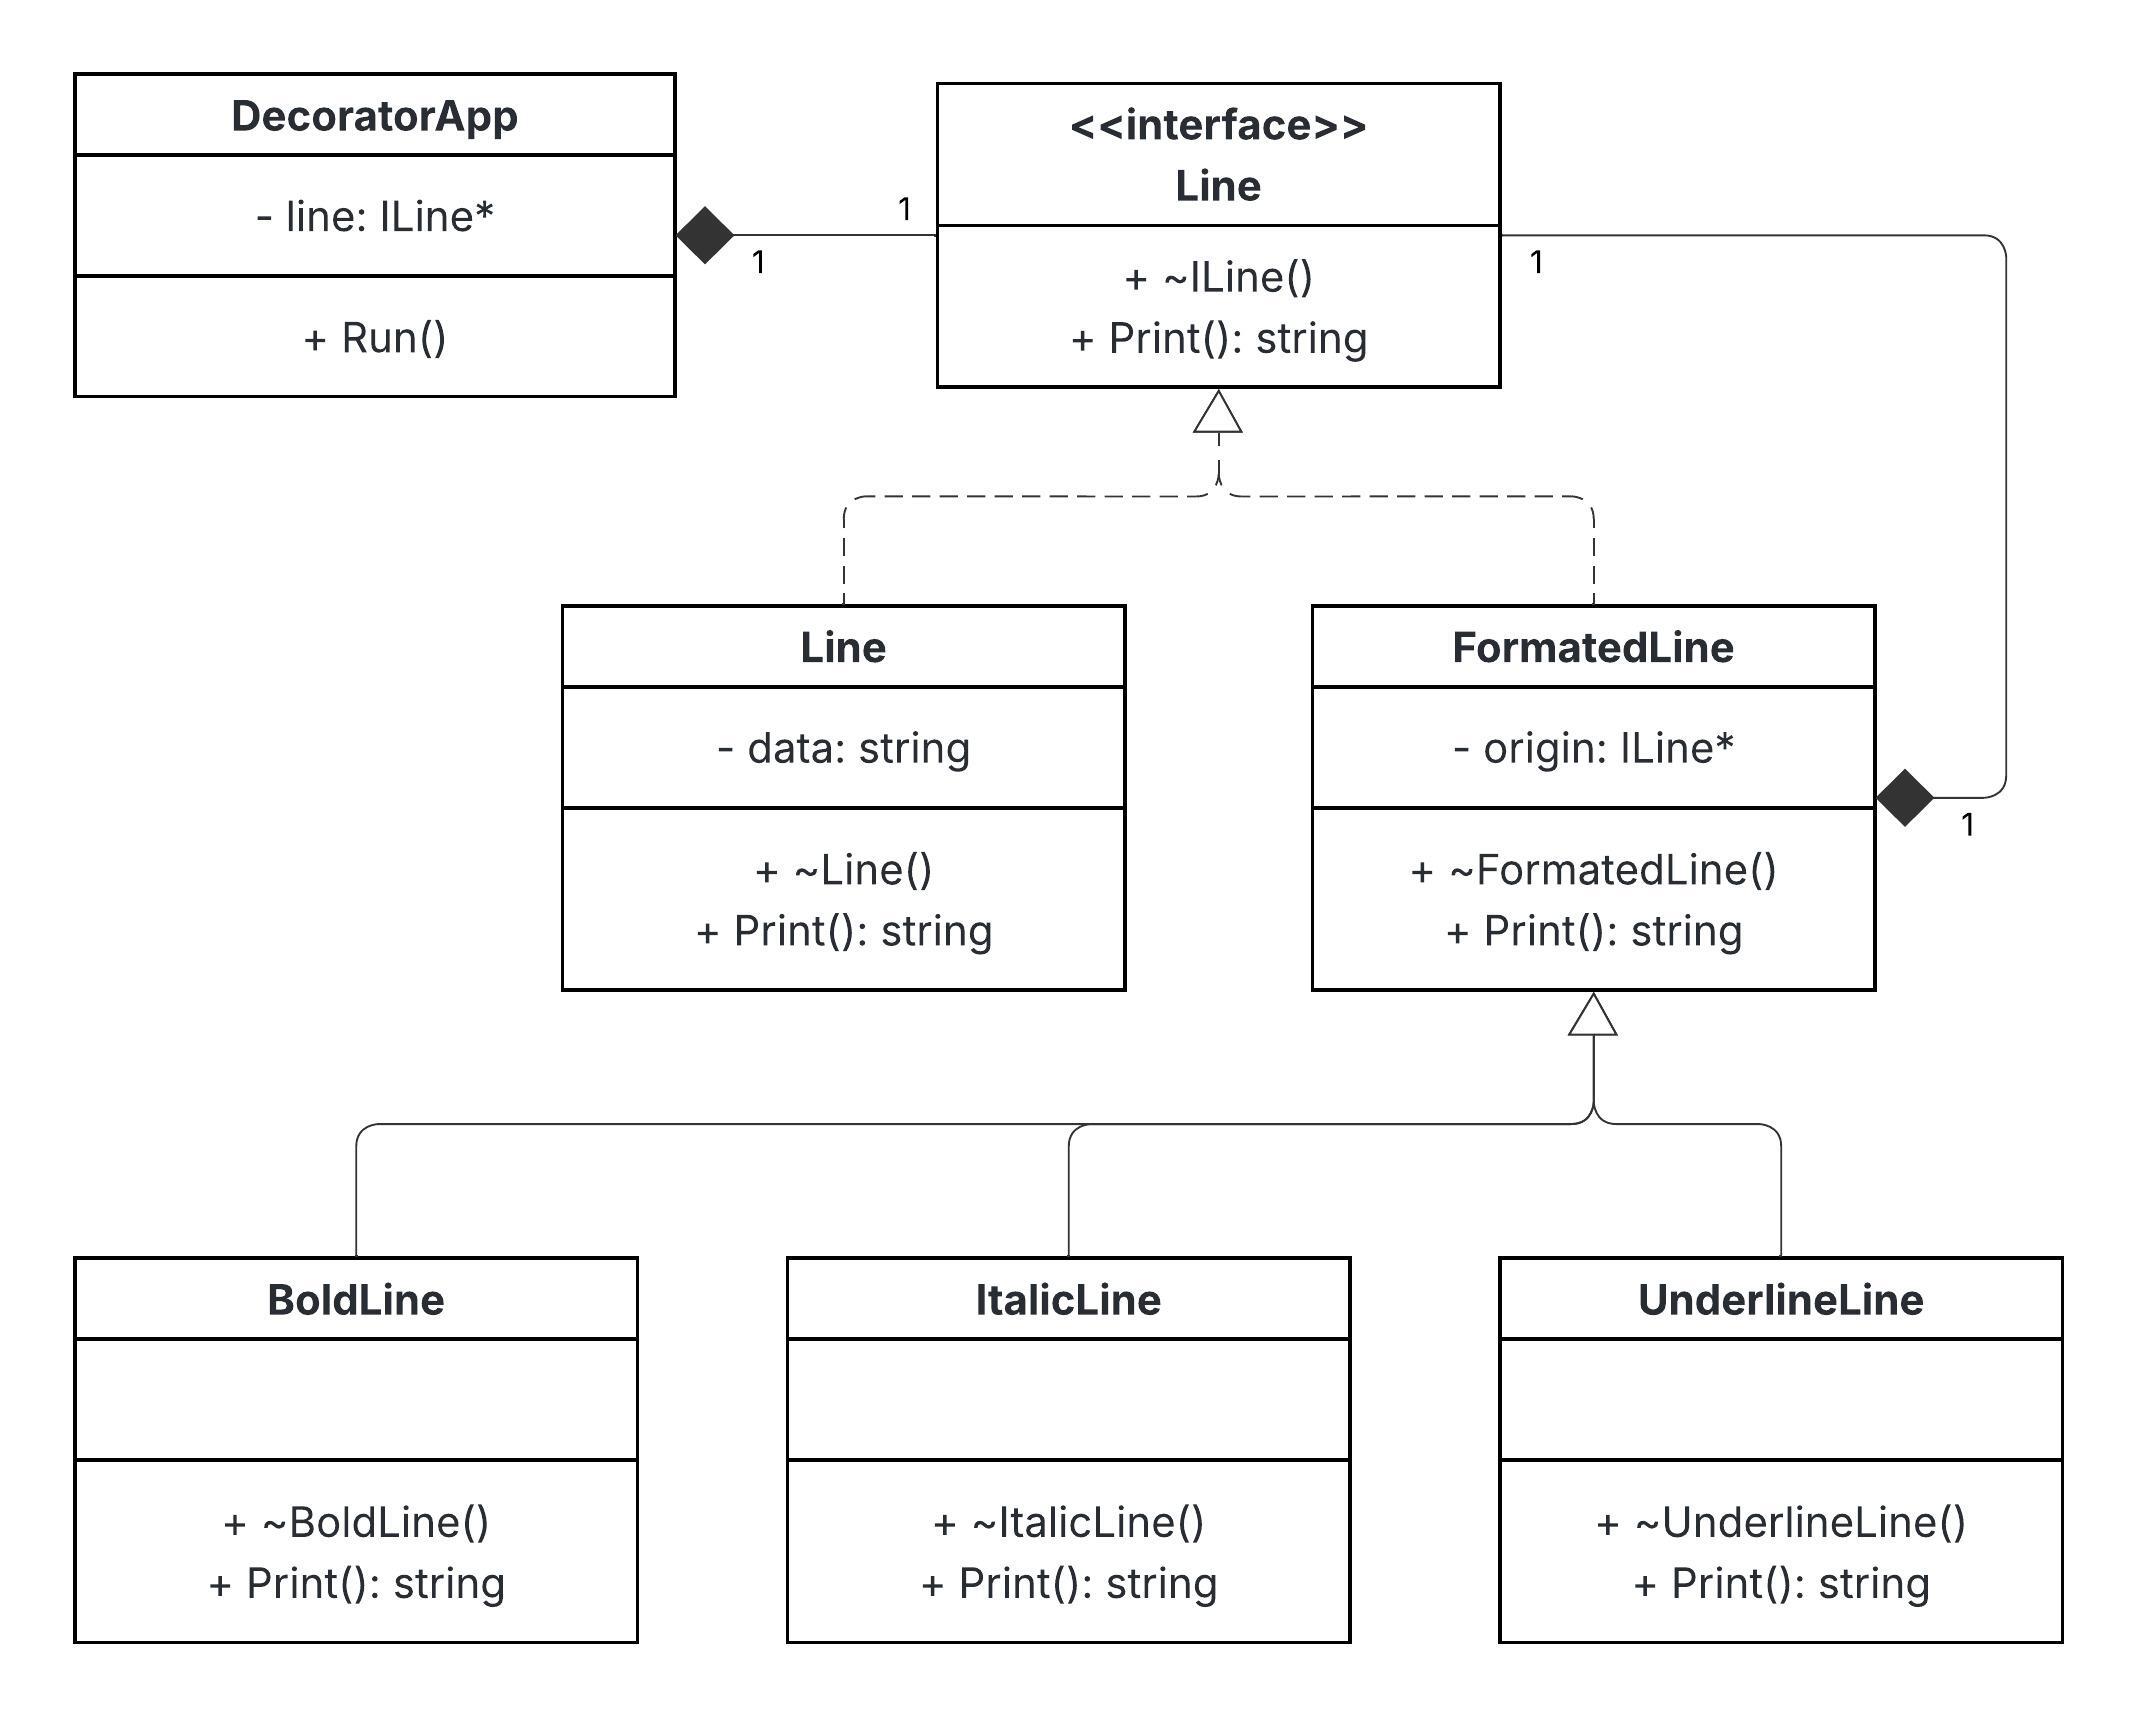 DecoratorApp
- line: ILine*
+ Run()
1
1
<<interface>>
Line
+ ~ILine()
+ Print(): string
1
Line
- data: string
+ ~Line()
+ Print(): string
FormatedLine
- origin: ILine*
+ ~FormatedLine()
+ Print(): string
1
BoldLine
+ ~BoldLine()
+ Print(): string
ItalicLine
+ ~ItalicLine()
+ Print(): string
UnderlineLine
+ ~UnderlineLine()
+ Print(): string